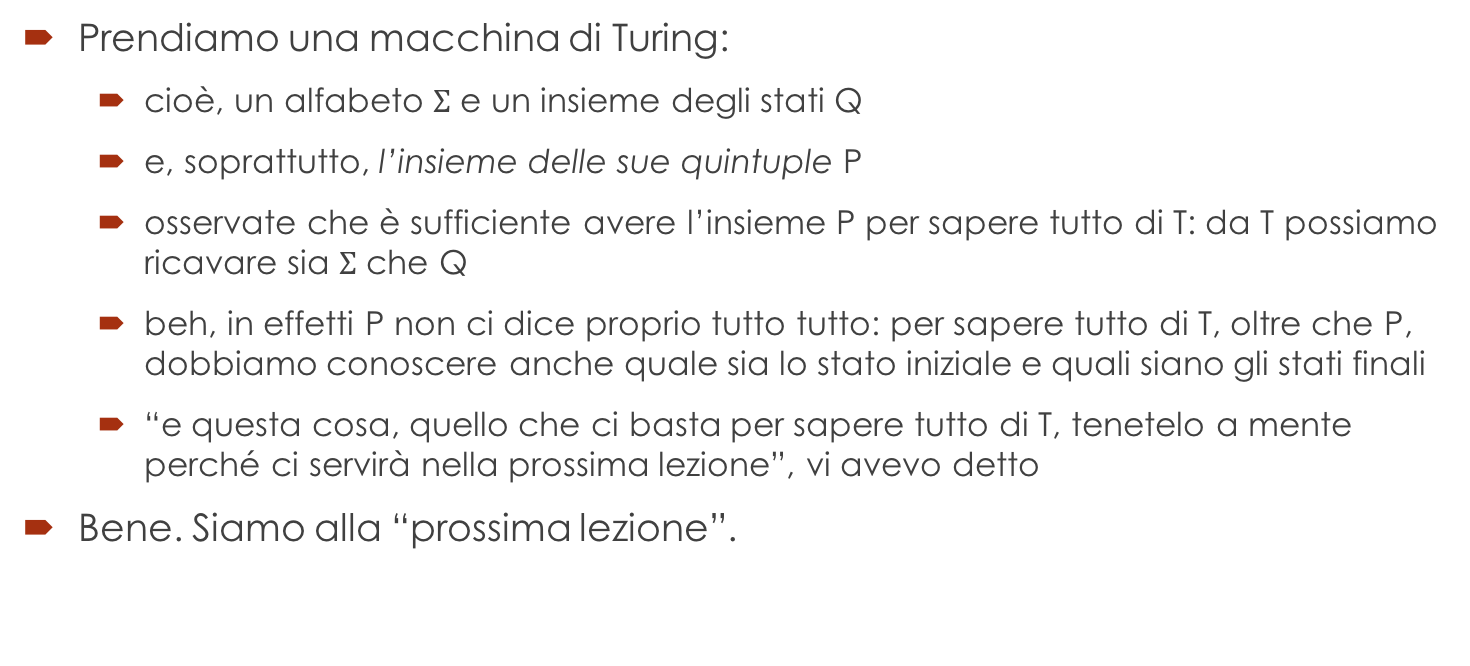 Prendiamo una macchina di Turing:
cioè, un alfabeto Σ e un insieme degli stati Q
e, soprattutto, l’insieme delle sue quintuple P
osservate che è sufficiente avere l’insieme P per sapere tutto di T: da T possiamo
ricavare sia Σ che Q
beh, in effetti P non ci dice proprio tutto tutto: per sapere tutto di T, oltre che P,
dobbiamo conoscere anche quale sia lo stato iniziale e quali siano gli stati finali
“e questa cosa, quello che ci basta per sapere tutto di T, tenetelo a mente
perché ci servirà nella prossima lezione”, vi avevo detto
Bene. Siamo alla “prossima lezione”.